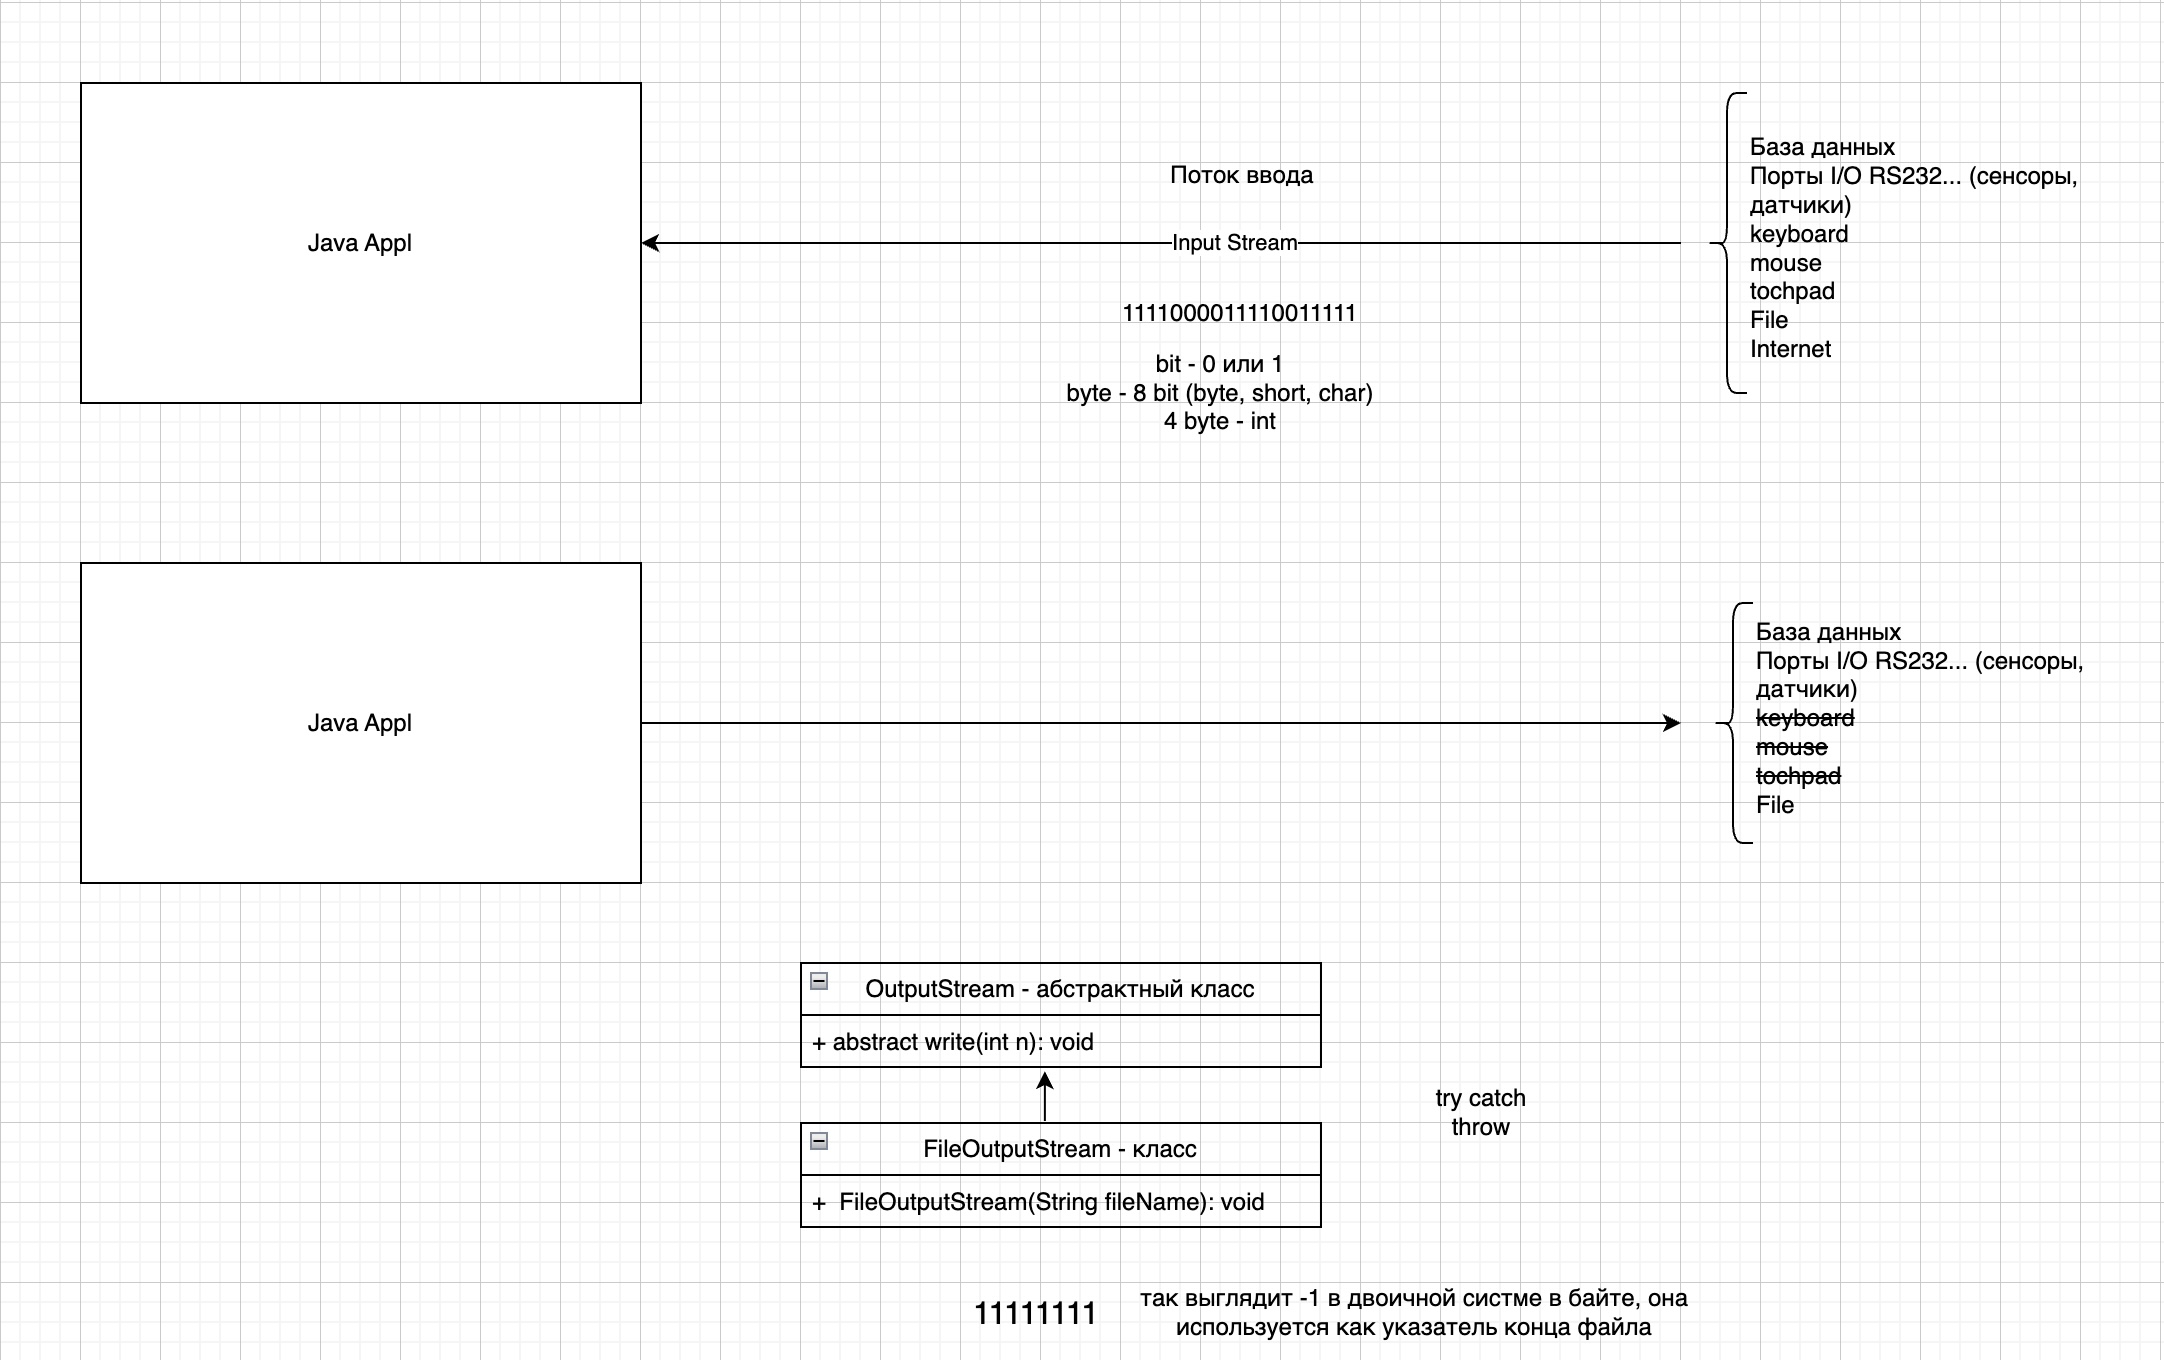 Java Appl
Поток ввода
Input Stream
1111000011110011111
bit - 0 или 1
byte - 8 bit (byte, short, char)
4 byte - int
База данных
Порты I/O RS232... (сенсоры,
датчики)
keyboard
mouse
tochpad
File
Internet
Java Appl
База данных
Порты I/O RS232... (сенсоры,
датчики)
keyboard
mouse
tochpad
File
OutputStream - абстрактный класс
+ abstract write(int n): void
try catch
throw
FileOutputStream - класс
+ FileOutputStream(String fileName): void
11111111
так выглядит -1 в двоичной систме в байте, она
используется как указатель конца файла